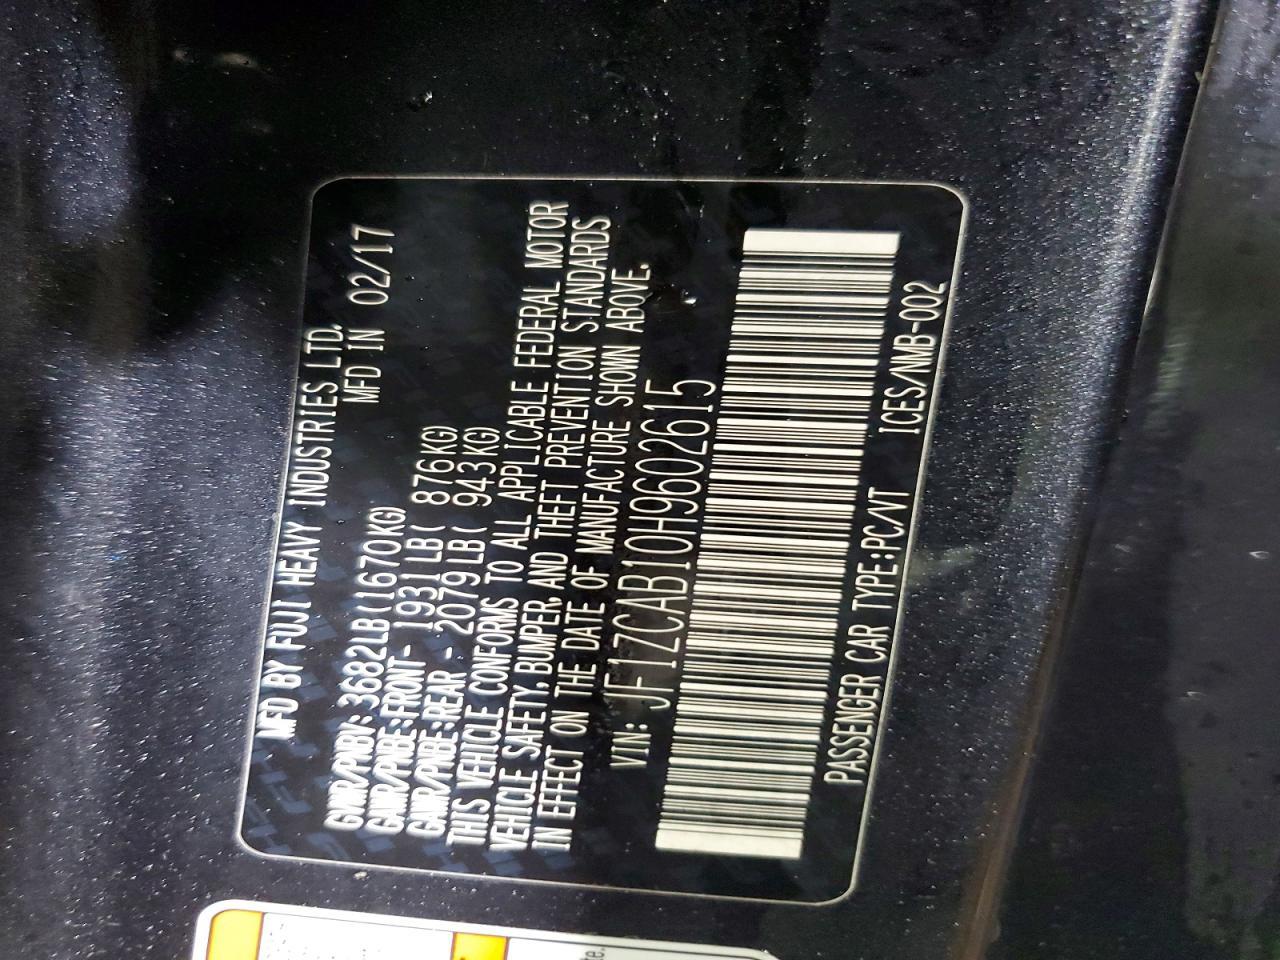 MFD BY FUJI HEAVY INDUSTRIES LTD.
MFD IN 02/17
GVWR/PNBV: 3682LB(1670KG)
GAWR/PNBE:FRONT- 1931LB( 876KG)
GAWR/PNBE:REAR - 2079LB( 943KG)
THIS VEHICLE CONFORMS TO ALL APPLICABLE FEDERAL MOTOR
VEHICLE SAFETY, BUMPER, AND THEFT PREVENTION STANDARDS
IN EFFECT ON THE DATE OF MANUFACTURE SHOWN ABOVE.
VIN: JF1ZCAB10H9602615
PASSENGER CAR TYPE:PC/VT ICES/NMB-002